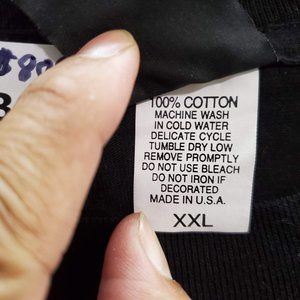 100% COTTON
MACHINE WASH
IN COLD WATER
DELICATE CYCLE
TUMBLE DRY LOW
REMOVE PROMPTLY
DO NOT USE BLEACH
DO NOT IRON IF
DECORATED
MADE IN U.S.A.
XXL